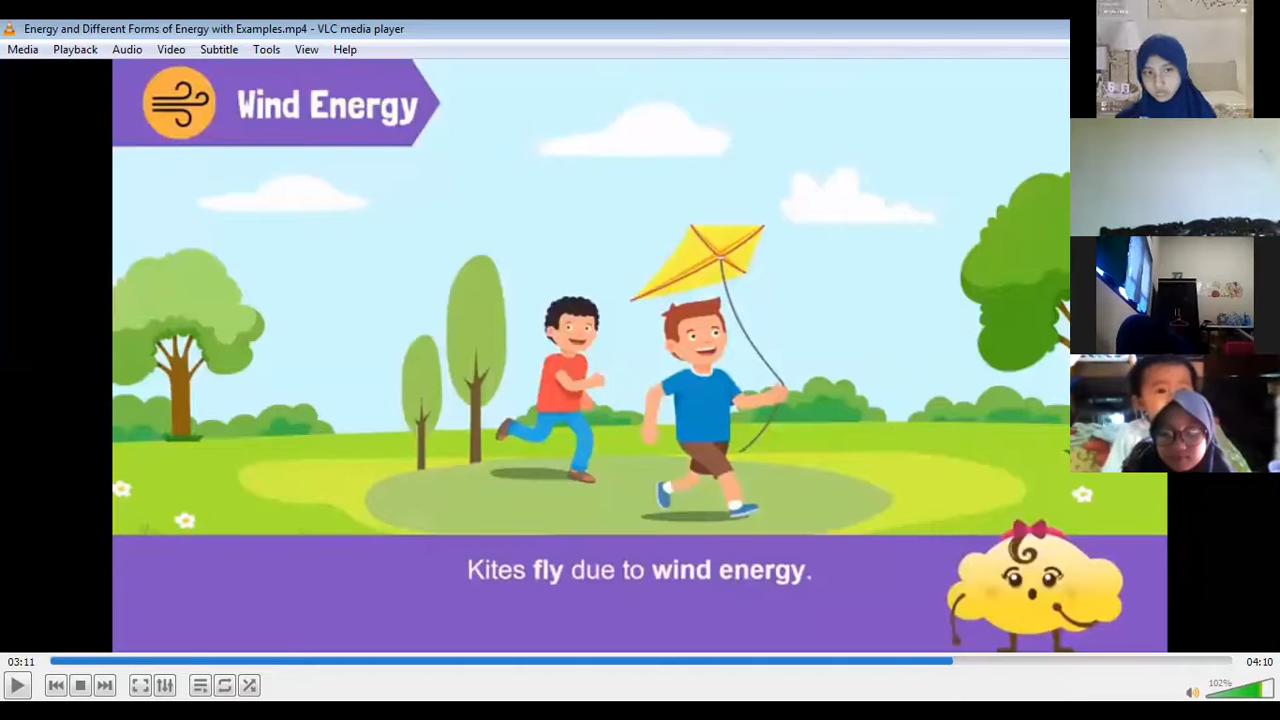 Energy and Different Forms of Energy with Examples.mp4 - VLC media player
Media Playback Audio Video Subtitle Tools View Help
Wind Energy
Kites fly due to wind energy.
03:11
04:10
102%